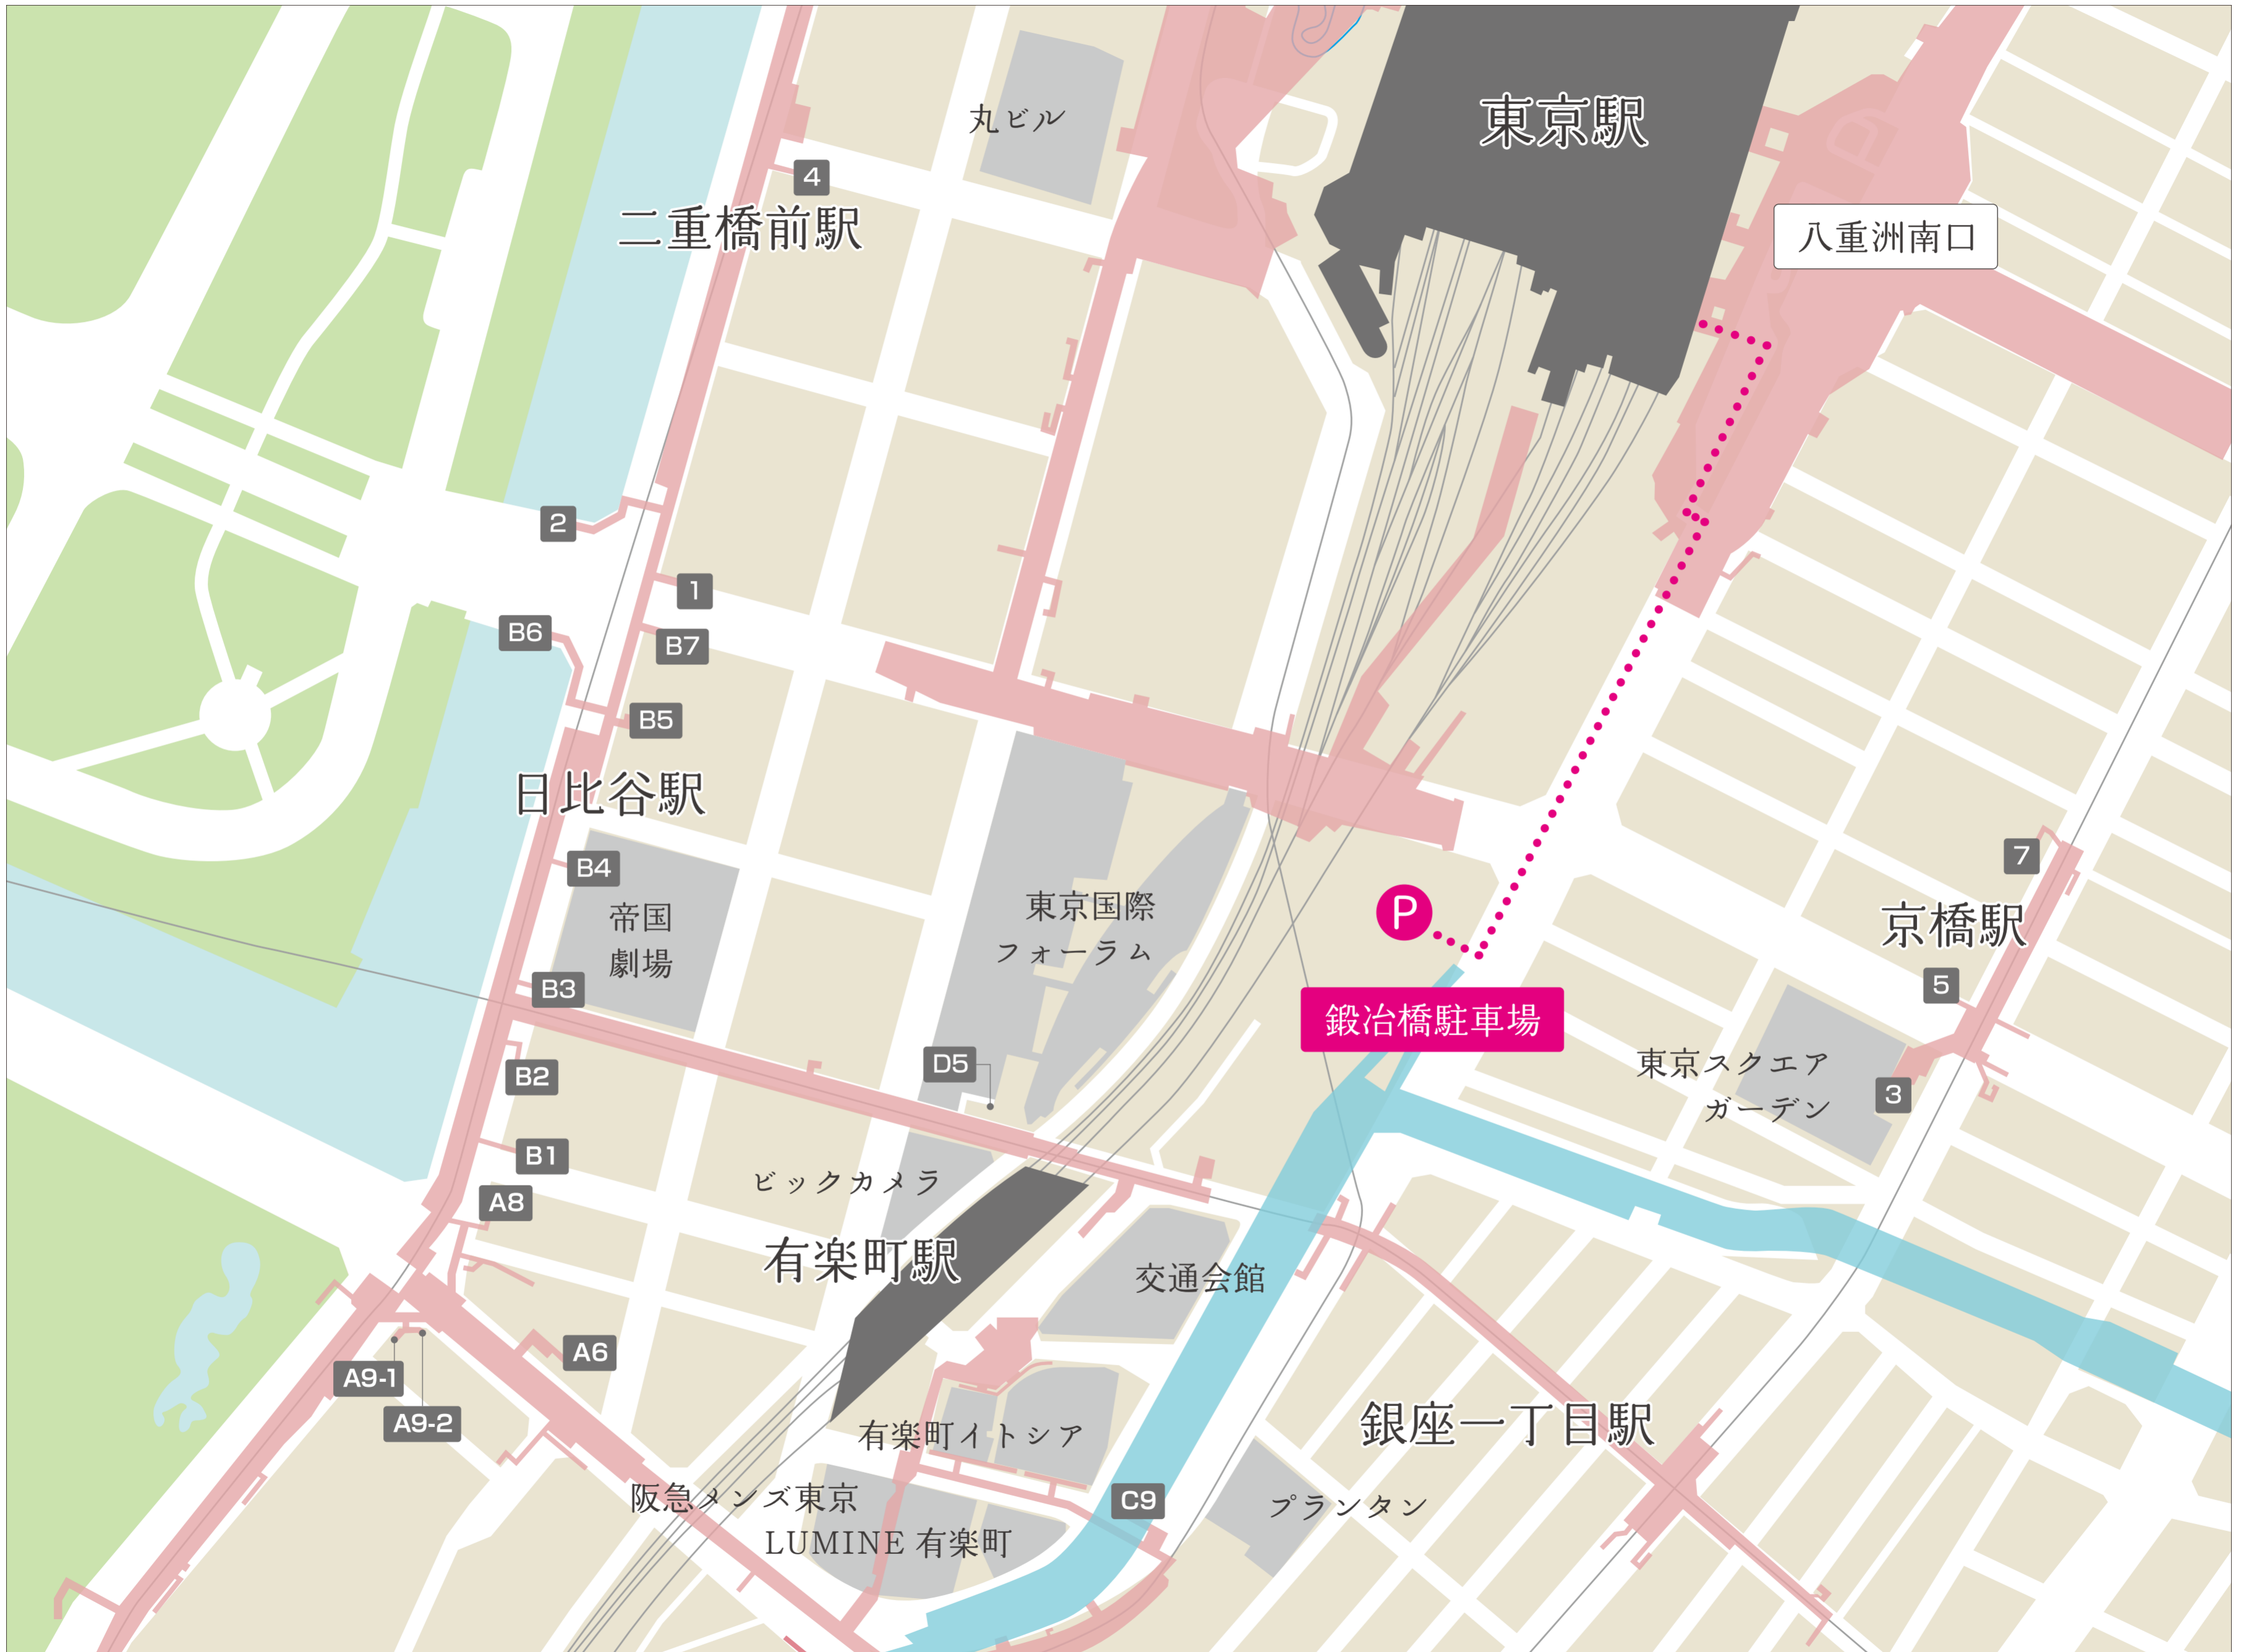 丸ビル
東京駅
4
二重橋前駅
八重洲南口
2
1
B6
B7
B5
日比谷駅
B4
帝国
劇場
東京国際
フォーラム
P
7
京橋駅
B3
5
鍛冶橋駐車場
D5
B2
東京スクエア
ガーデン
3
B1
ビックカメラ
A8
有楽町駅
交通会館
A6
A9-1
A9-2
有楽町イトシア
銀座一丁目駅
阪急メンズ東京
C9
プランタン
LUMINE 有楽町